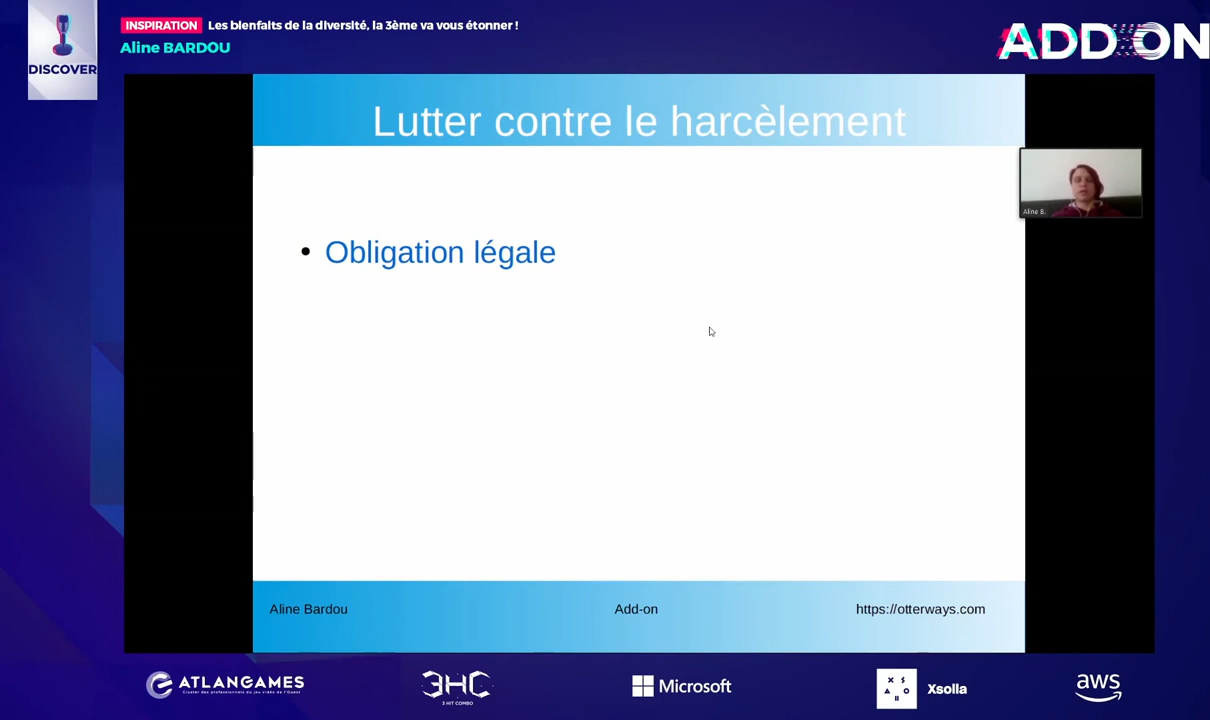 INSPIRATION Les bienfaits de la diversité, la 3ème va vous étonner !
Aline BARDOU
DISCOVER
ADD-ON
Lutter contre le harcèlement
Aline B.
• Obligation légale
Aline Bardou Add-on https://otterways.com
ATLANGAMES
Cluster des professionnels du jeu vidéo de l'Ouest
3HC
3 HIT COMBO
Microsoft
XSOLLA
Xsolla
aws